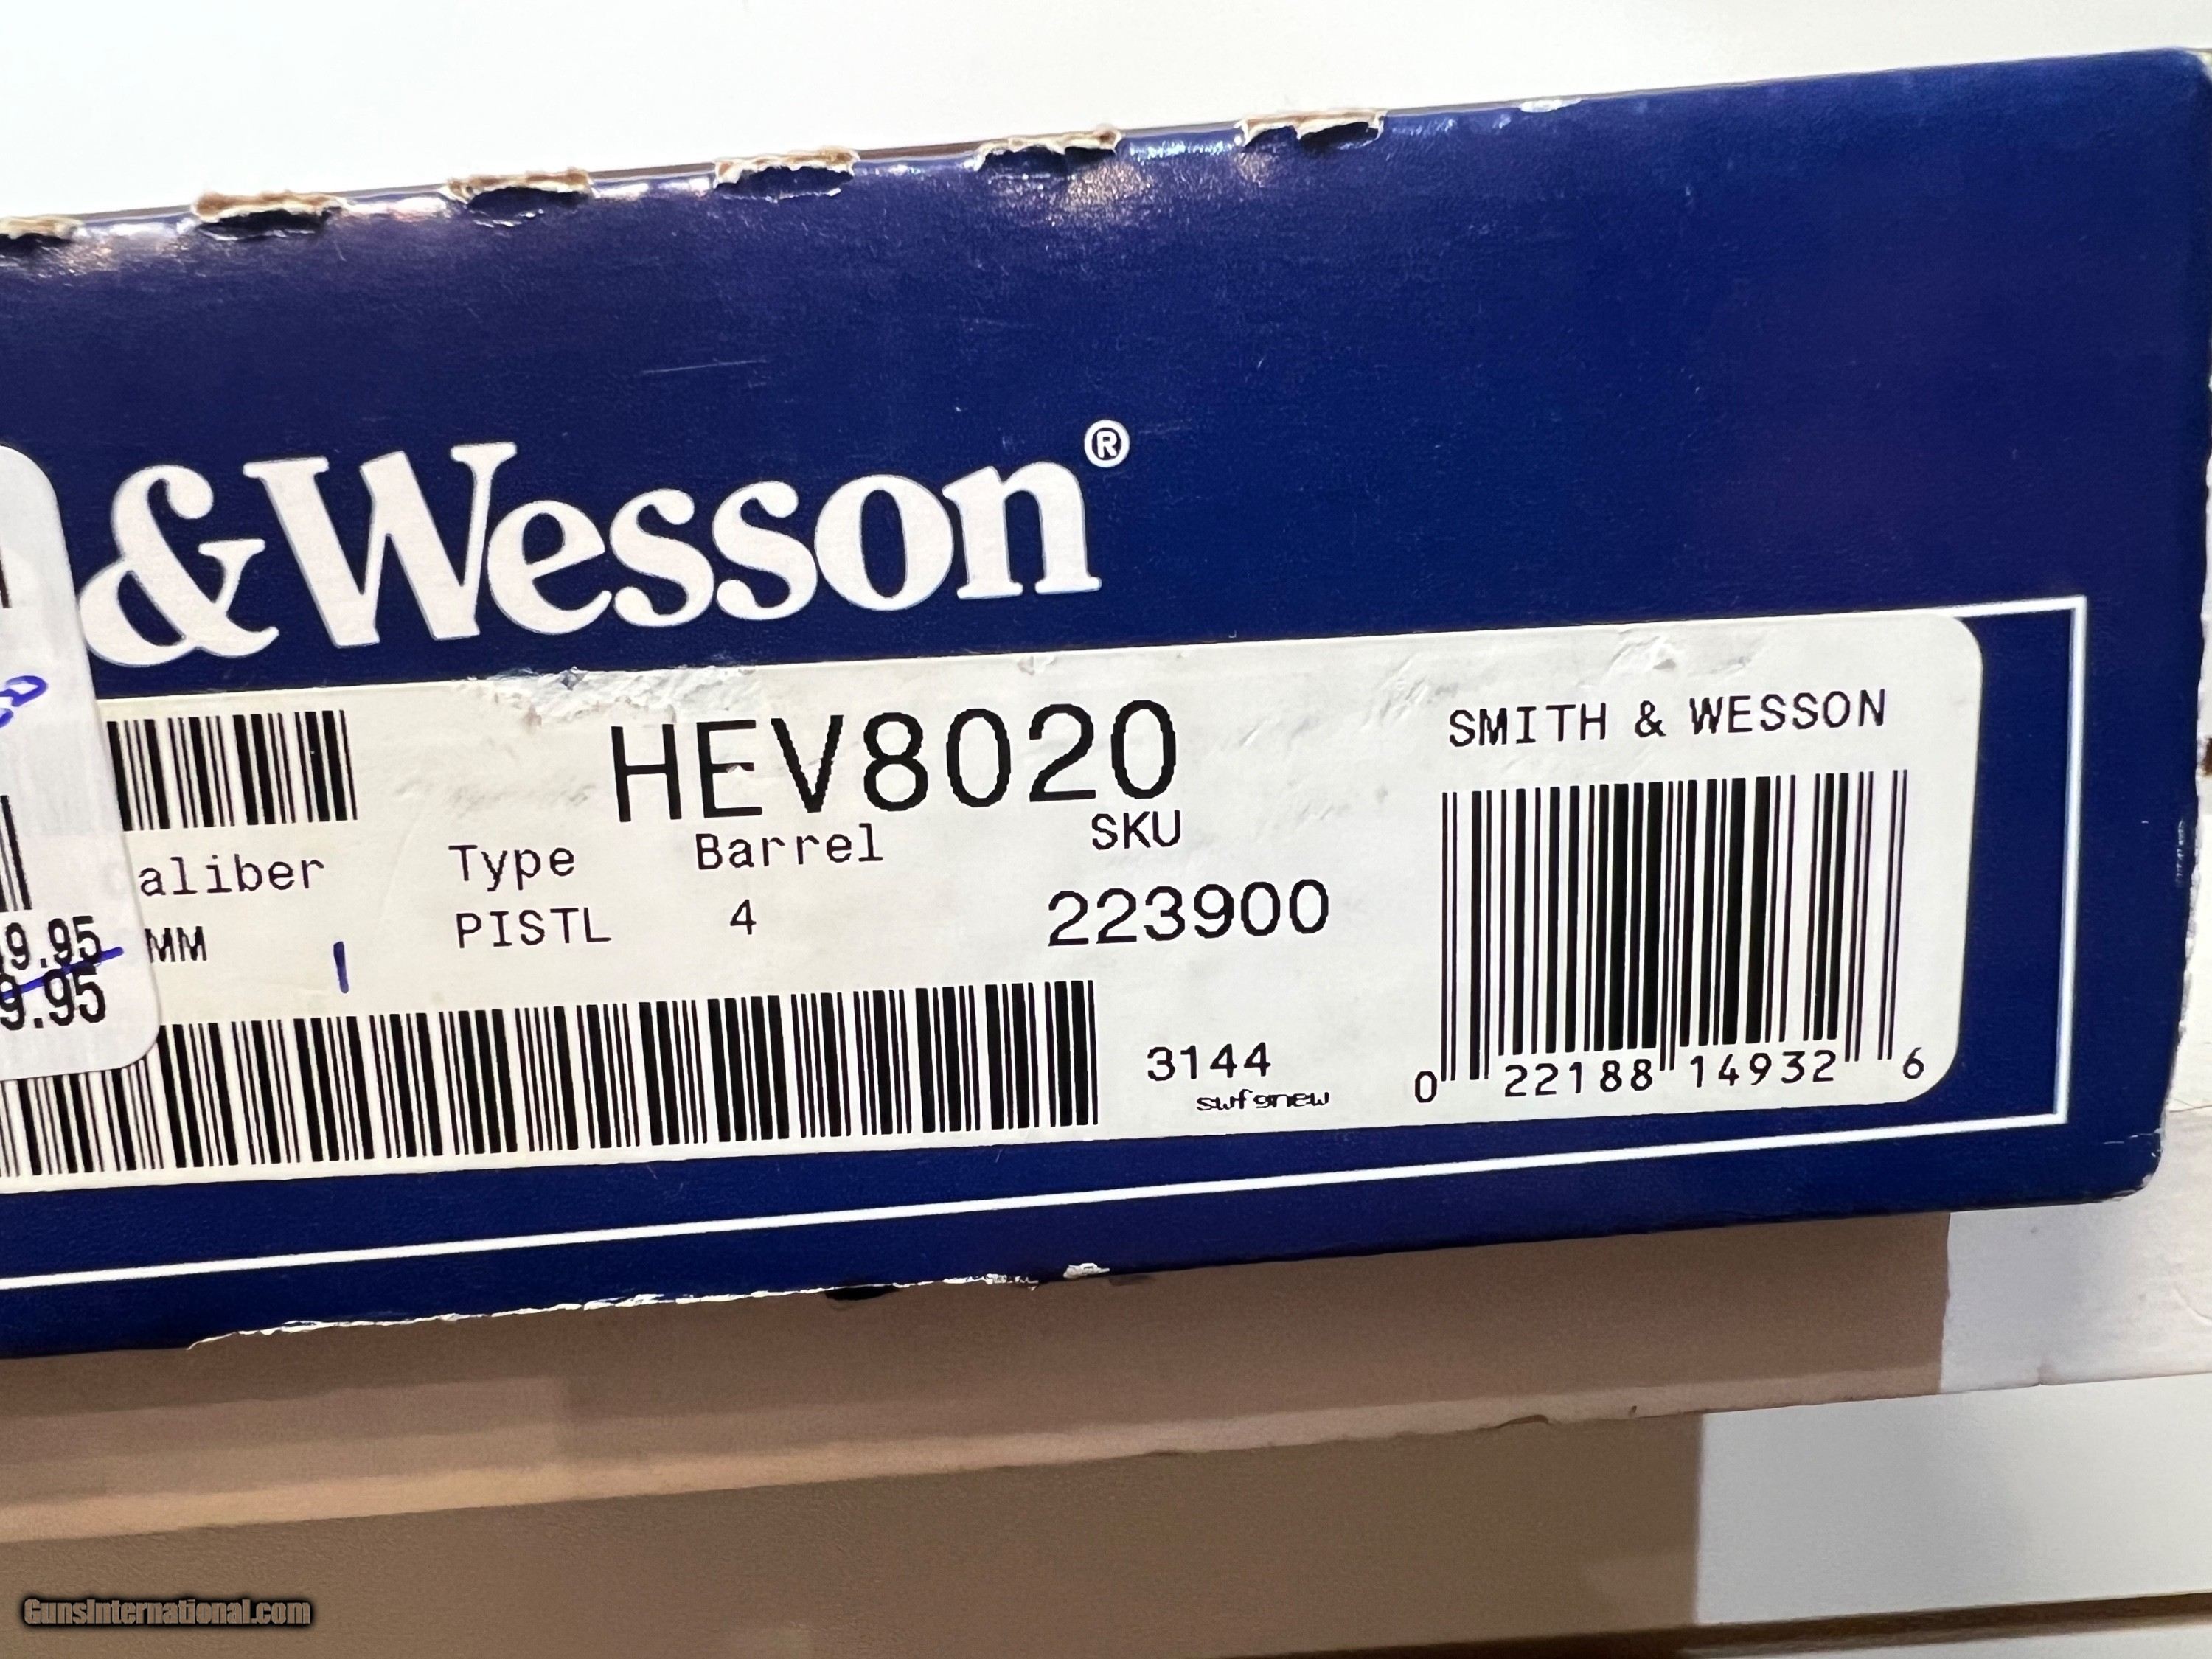 & Wesson®
HEV8020
SMITH & WESSON
aliber Type Barrel SKU
MM PISTL 4 223900
9.95
9.95
3144
swfgnew
0 22188 14932 6
GunsInternational.com